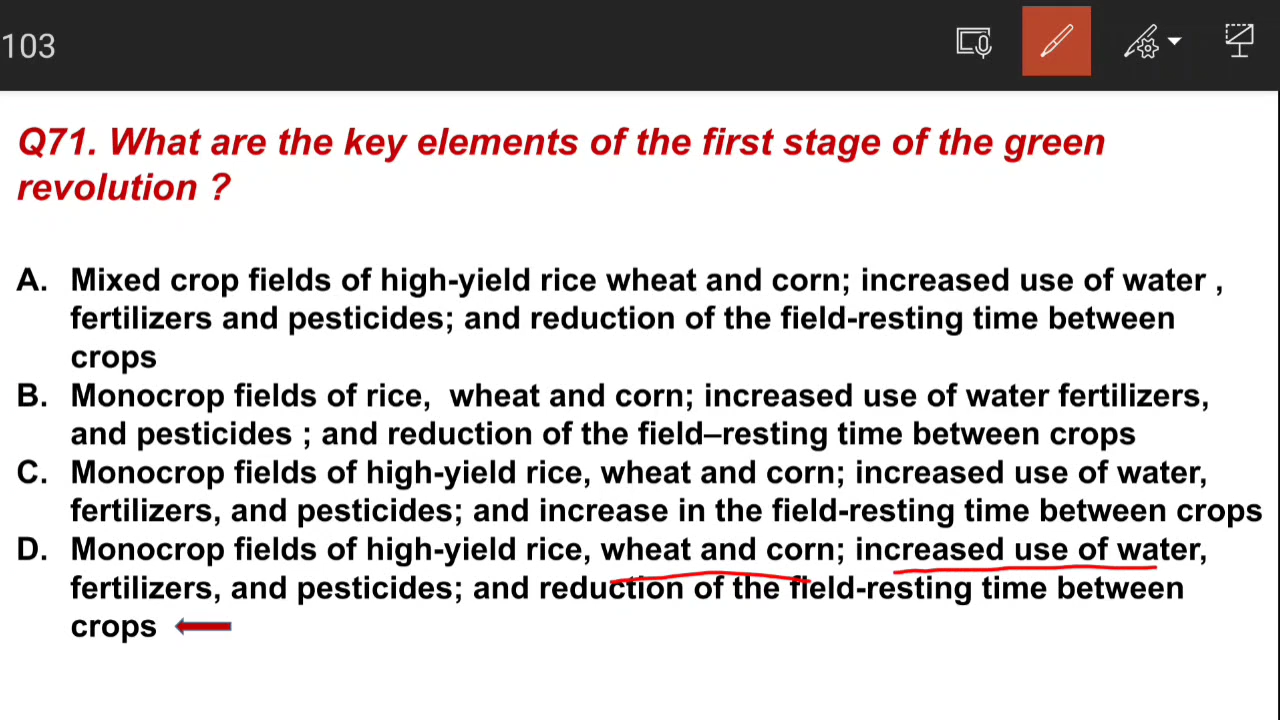 103
Q71. What are the key elements of the first stage of the green
revolution ?
A. Mixed crop fields of high-yield rice wheat and corn; increased use of water ,
fertilizers and pesticides; and reduction of the field-resting time between
crops
B. Monocrop fields of rice,  wheat and corn; increased use of water fertilizers,
and pesticides ; and reduction of the field–resting time between crops
C. Monocrop fields of high-yield rice, wheat and corn; increased use of water,
fertilizers, and pesticides; and increase in the field-resting time between crops
D. Monocrop fields of high-yield rice, wheat and corn; increased use of water,
fertilizers, and pesticides; and reduction of the field-resting time between
crops